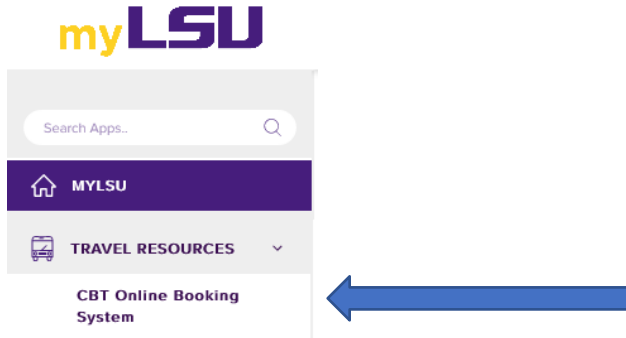 myLSU
Search Apps..
MYLSU
TRAVEL RESOURCES
CBT Online Booking
System